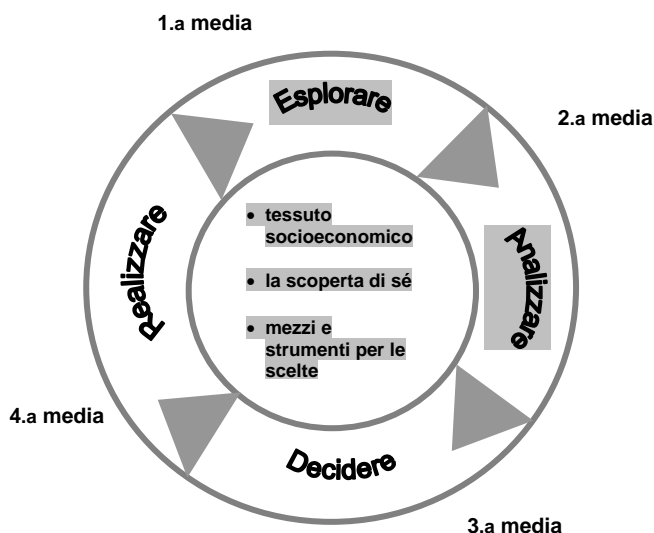 1.a media
Esplorare
2.a media
• tessuto
socioeconomico
• la scoperta di sé
• mezzi e
strumenti per le
scelte
Realizzare
Analizzare
4.a media
Decidere
3.a media